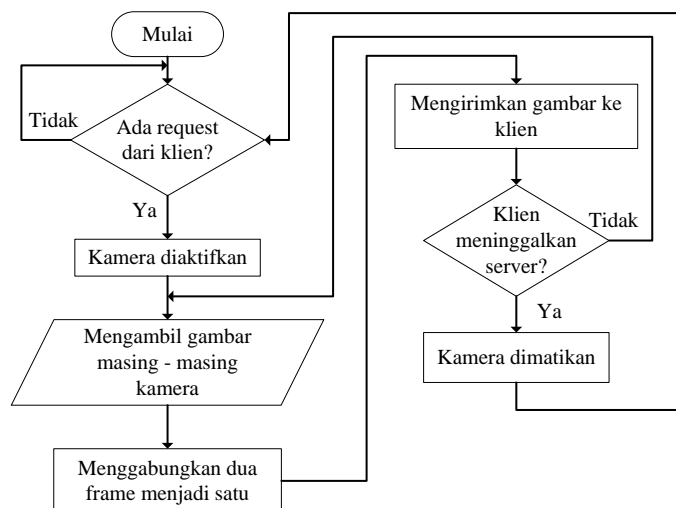 Mulai
Tidak
Ada request
dari klien?
Ya
Kamera diaktifkan
Mengambil gambar
masing - masing
kamera
Menggabungkan dua
frame menjadi satu
Mengirimkan gambar ke
klien
Klien
meninggalkan
server?
Tidak
Ya
Kamera dimatikan